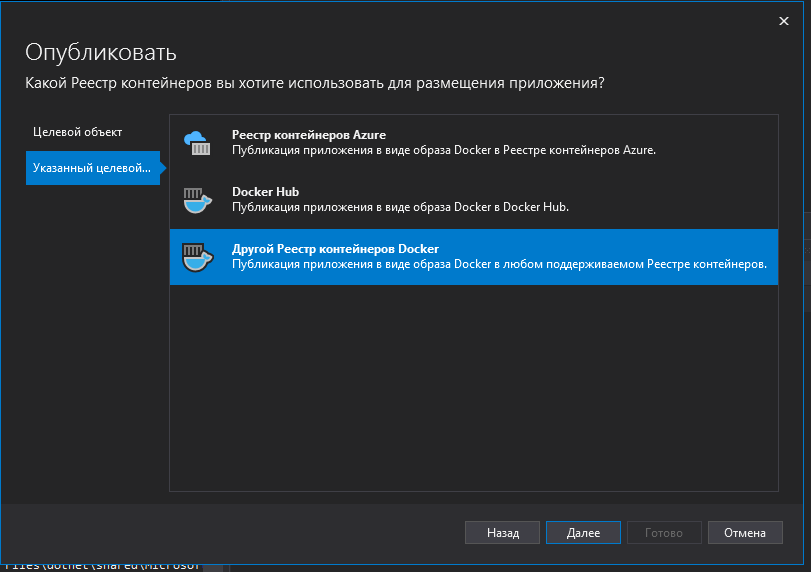 Опубликовать
Какой Реестр контейнеров вы хотите использовать для размещения приложения?
Целевой объект
Указанный целевой...
Реестр контейнеров Azure
Публикация приложения в виде образа Docker в Реестре контейнеров Azure.
Docker Hub
Публикация приложения в виде образа Docker в Docker Hub.
Другой Реестр контейнеров Docker
Публикация приложения в виде образа Docker в любом поддерживаемом Реестре контейнеров.
Назад
Далее
Готово
Отмена
Files\dotnet\shared\Microsof